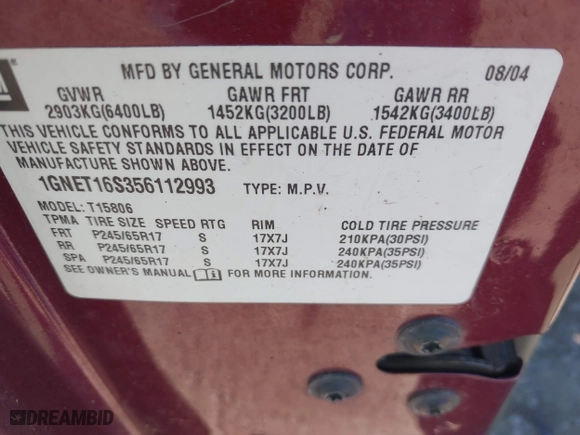 GM
MFD BY GENERAL MOTORS CORP. 08/04
GVWR GAWR FRT GAWR RR
2903KG(6400LB) 1452KG(3200LB) 1542KG(3400LB)
THIS VEHICLE CONFORMS TO ALL APPLICABLE U.S. FEDERAL MOTOR
VEHICLE SAFETY STANDARDS IN EFFECT ON THE DATE OF
MANUFACTURE SHOWN ABOVE.
1GNET16S356112993 TYPE: M.P.V.
MODEL: T15806
TPMA TIRE SIZE SPEED RTG RIM COLD TIRE PRESSURE
FRT P245/65R17 S 17X7J 210KPA(30PSI)
RR P245/65R17 S 17X7J 240KPA(35PSI)
SPA P245/65R17 S 17X7J 240KPA(35PSI)
SEE OWNER'S MANUAL FOR MORE INFORMATION.
DREAMBID